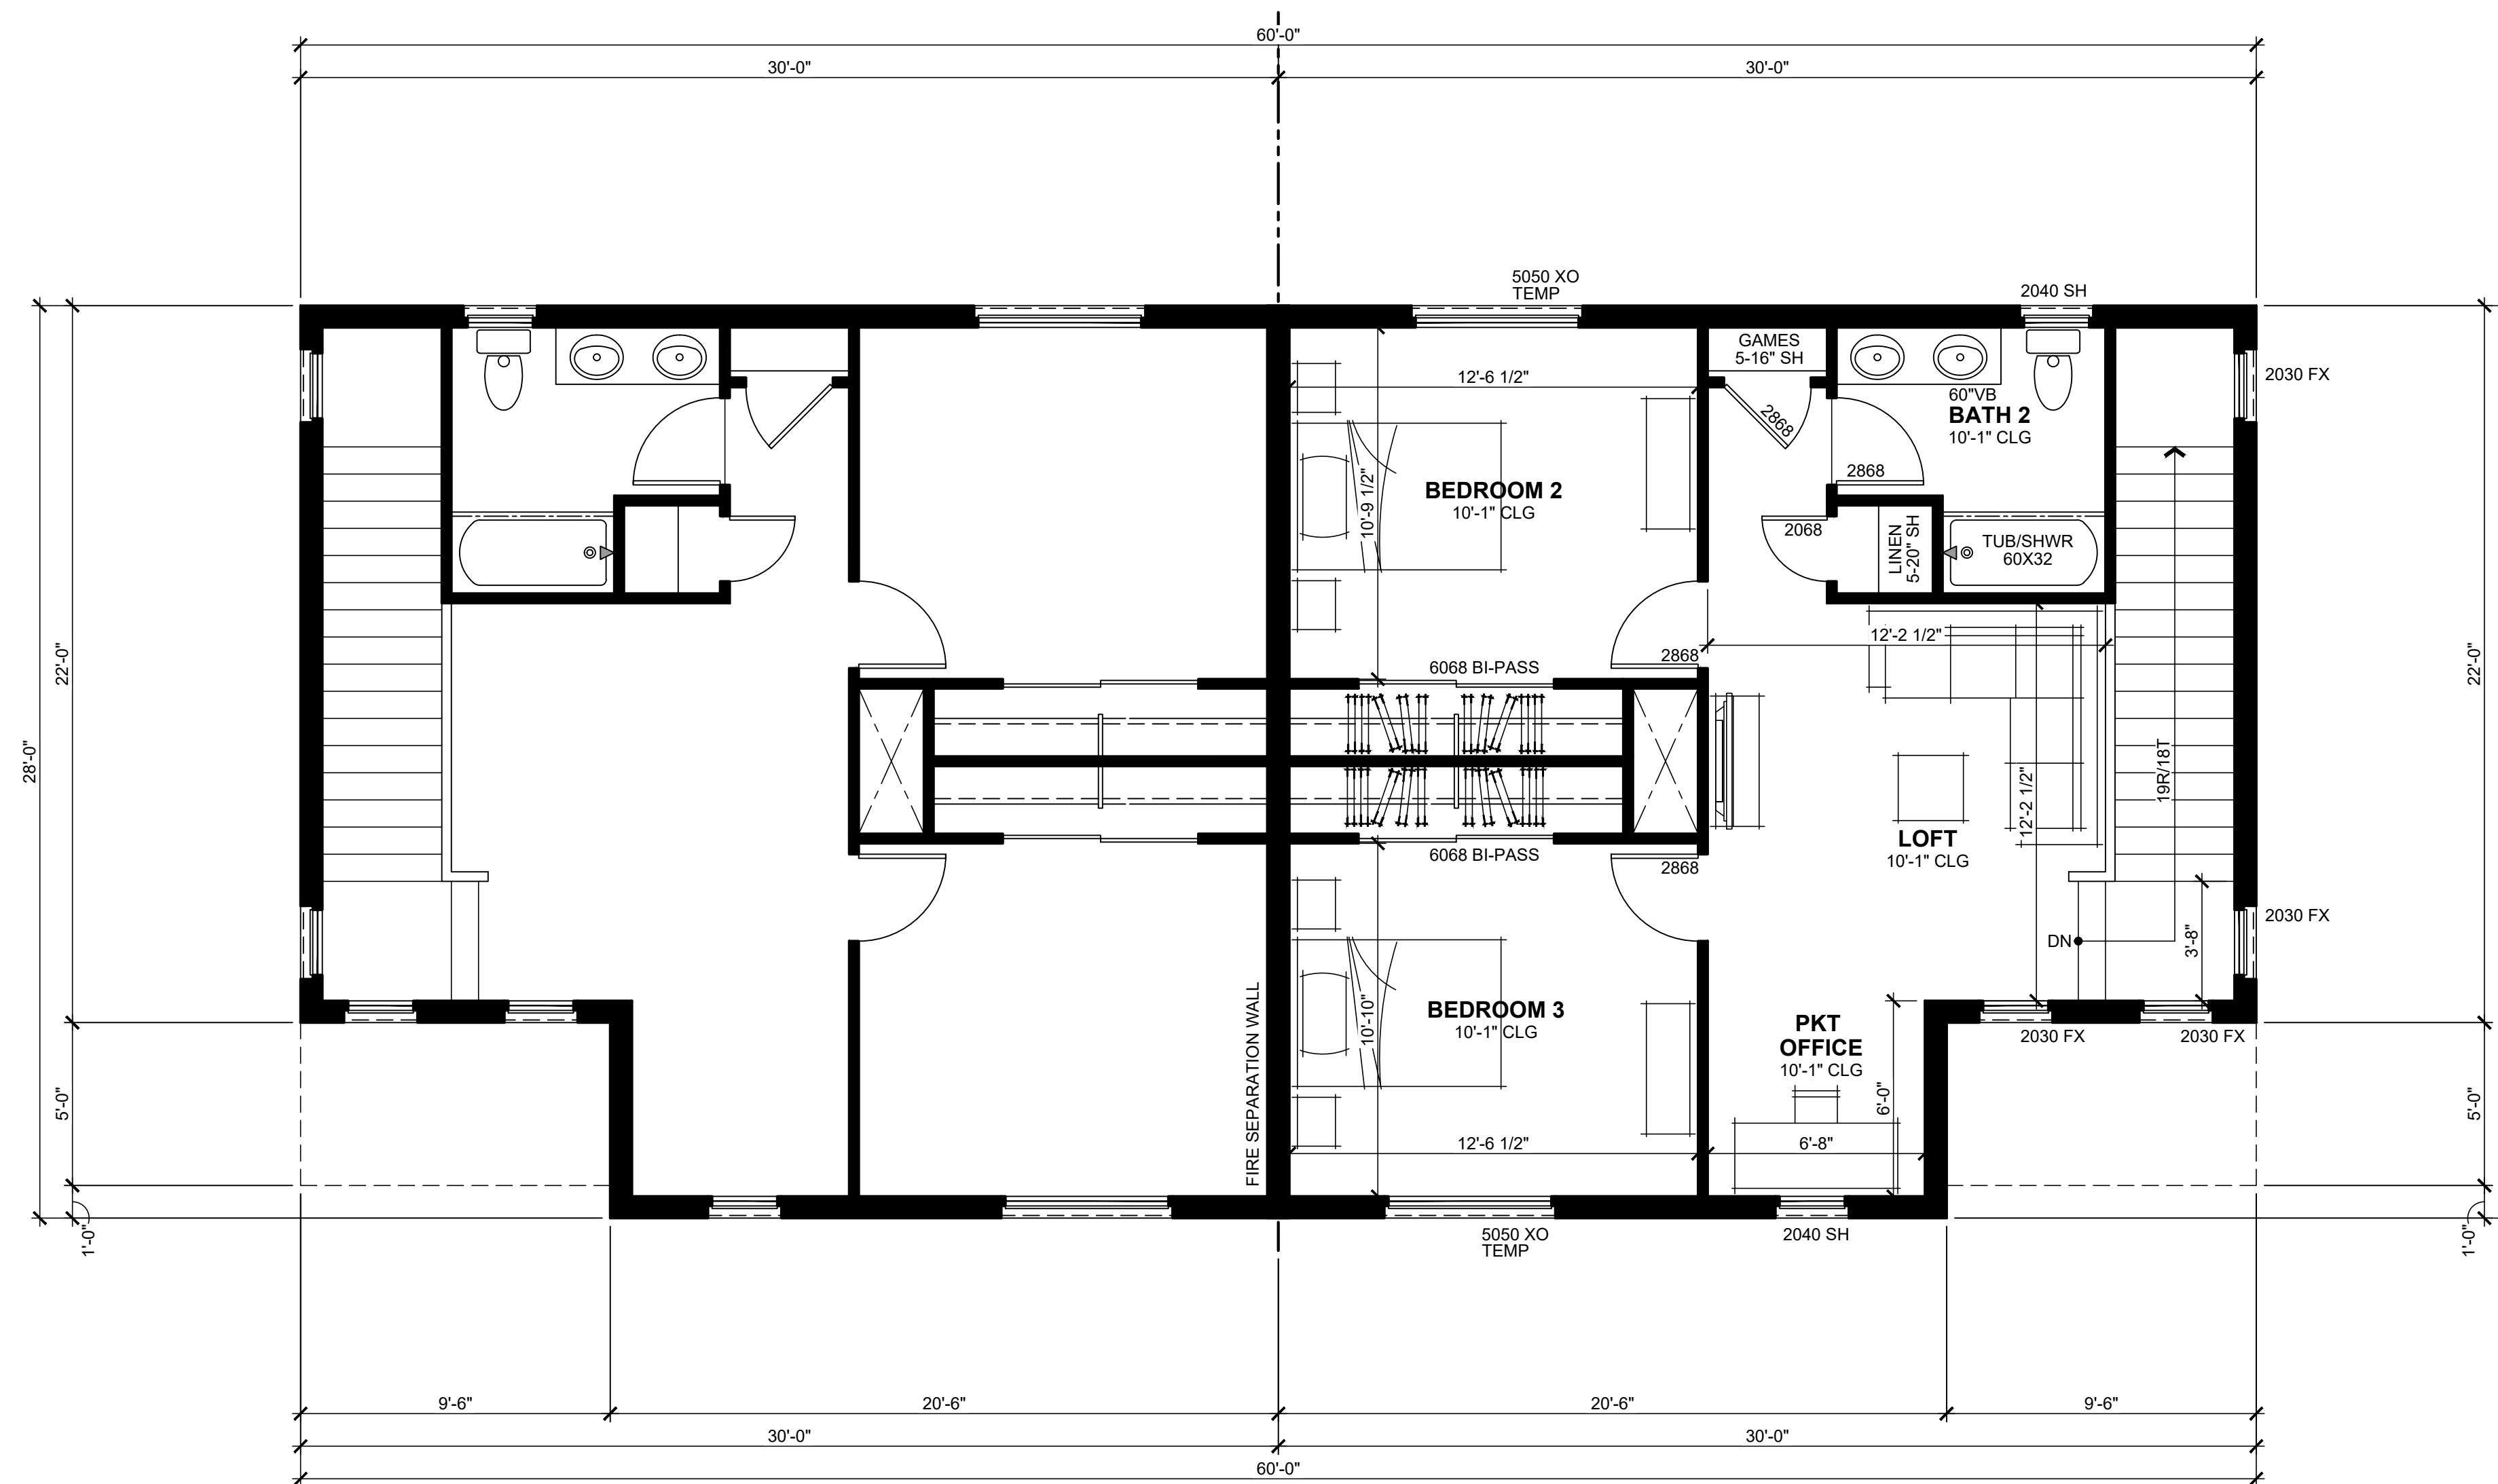 60'-0"
30'-0"
30'-0"
5050 XO
TEMP
2040 SH
GAMES
5-16" SH
2030 FX
12'-6 1/2"
60"VB
BATH 2
10'-1" CLG
2868
2868
BEDROOM 2
10'-1" CLG
10'-9 1/2"
2068
LINEN
5-20" SH
TUB/SHWR
60X32
12'-2 1/2"
2868
6068 BI-PASS
22'-0"
22'-0"
28'-0"
19R/18T
12'-2 1/2"
LOFT
10'-1" CLG
6068 BI-PASS
2868
2030 FX
DN
3'-8"
BEDROOM 3
10'-1" CLG
10'-10"
PKT
OFFICE
10'-1" CLG
2030 FX
2030 FX
FIRE SEPARATION WALL
5'-0"
6'-0"
5'-0"
12'-6 1/2"
6'-8"
1'-0"
5050 XO
TEMP
2040 SH
1'-0"
9'-6"
20'-6"
20'-6"
9'-6"
30'-0"
30'-0"
60'-0"